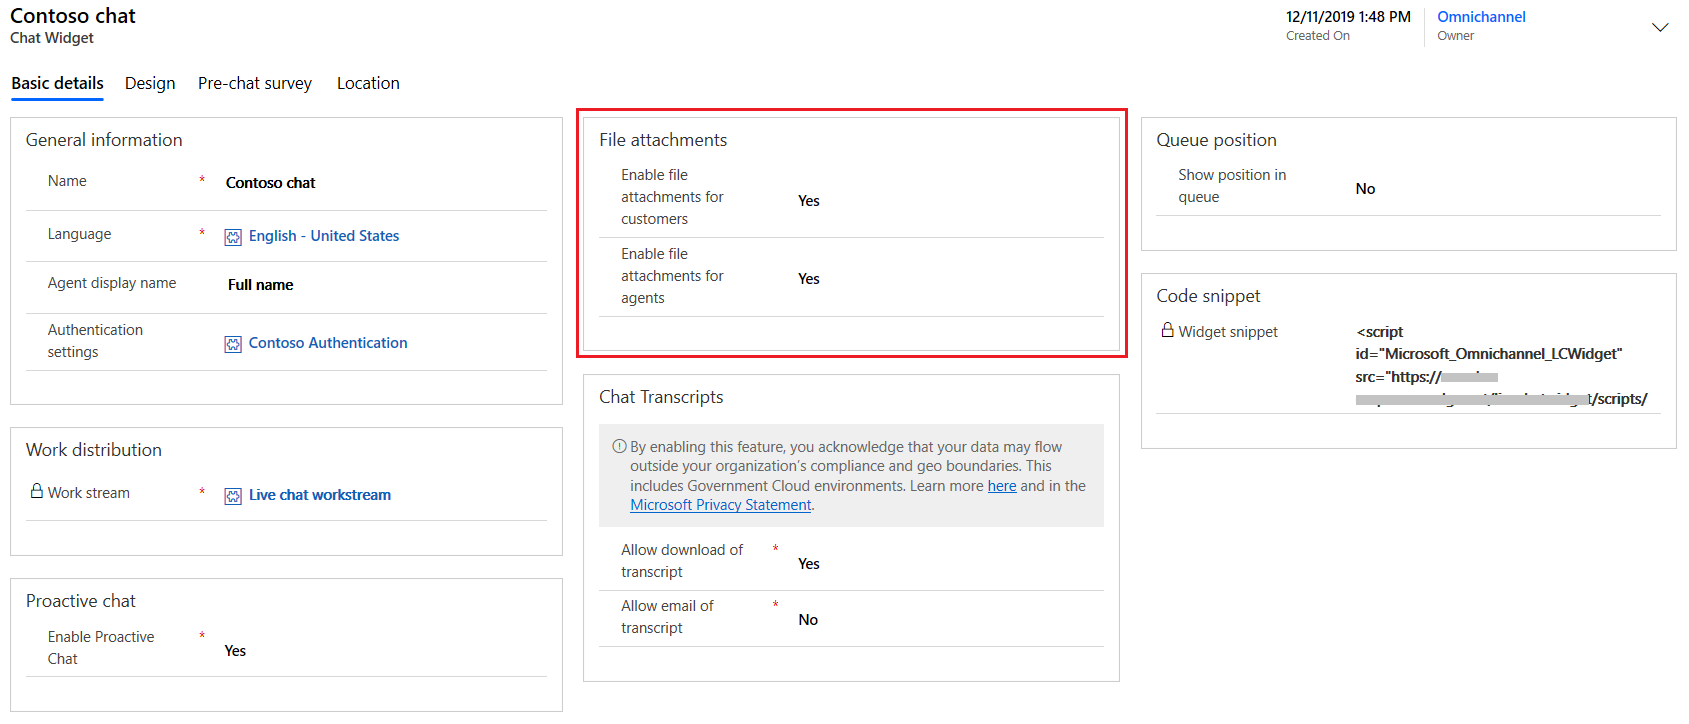 Contoso chat
Chat Widget
12/11/2019 1:48 PM
Created On
Omnichannel
Owner
Basic details
Design
Pre-chat survey
Location
General information
Name
*
Contoso chat
Language
*
English - United States
Agent display name
Full name
Authentication
settings
Contoso Authentication
Work distribution
Work stream
*
Live chat workstream
Proactive chat
Enable Proactive
Chat
*
Yes
File attachments
Enable file
attachments for
customers
Yes
Enable file
attachments for
agents
Yes
Chat Transcripts
By enabling this feature, you acknowledge that your data may flow
outside your organization's compliance and geo boundaries. This
includes Government Cloud environments. Learn more here and in the
Microsoft Privacy Statement.
Allow download of
transcript
*
Yes
Allow email of
transcript
*
No
Queue position
Show position in
queue
No
Code snippet
Widget snippet
<script
id="Microsoft_Omnichannel_LCWidget"
src="https://
/scripts/